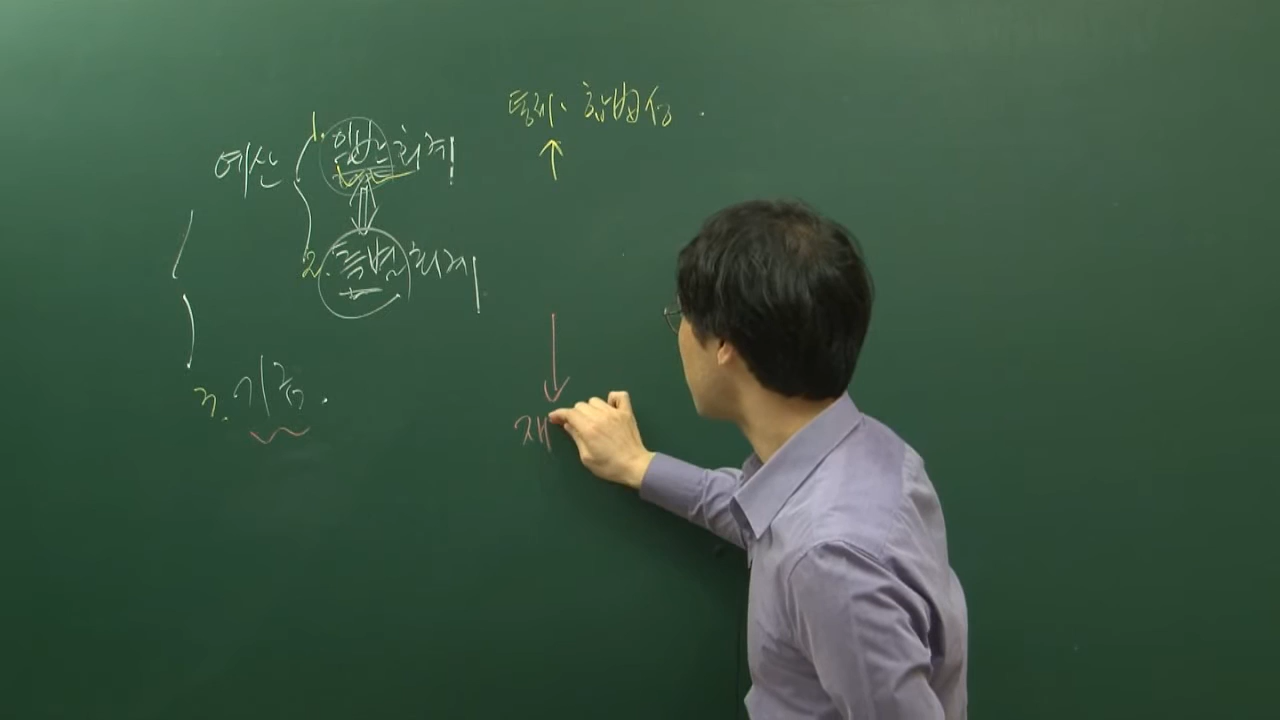 통제, 합법성.
예산 1. 일반회계
2. 특별회계
3. 기금.
재